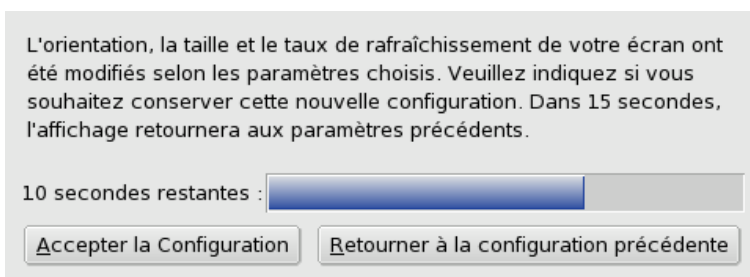 L'orientation, la taille et le taux de rafraîchissement de votre écran ont
été modifiés selon les paramètres choisis. Veuillez indiquez si vous
souhaitez conserver cette nouvelle configuration. Dans 15 secondes,
l'affichage retournera aux paramètres précédents.
10 secondes restantes :
Accepter la Configuration Retourner à la configuration précédente